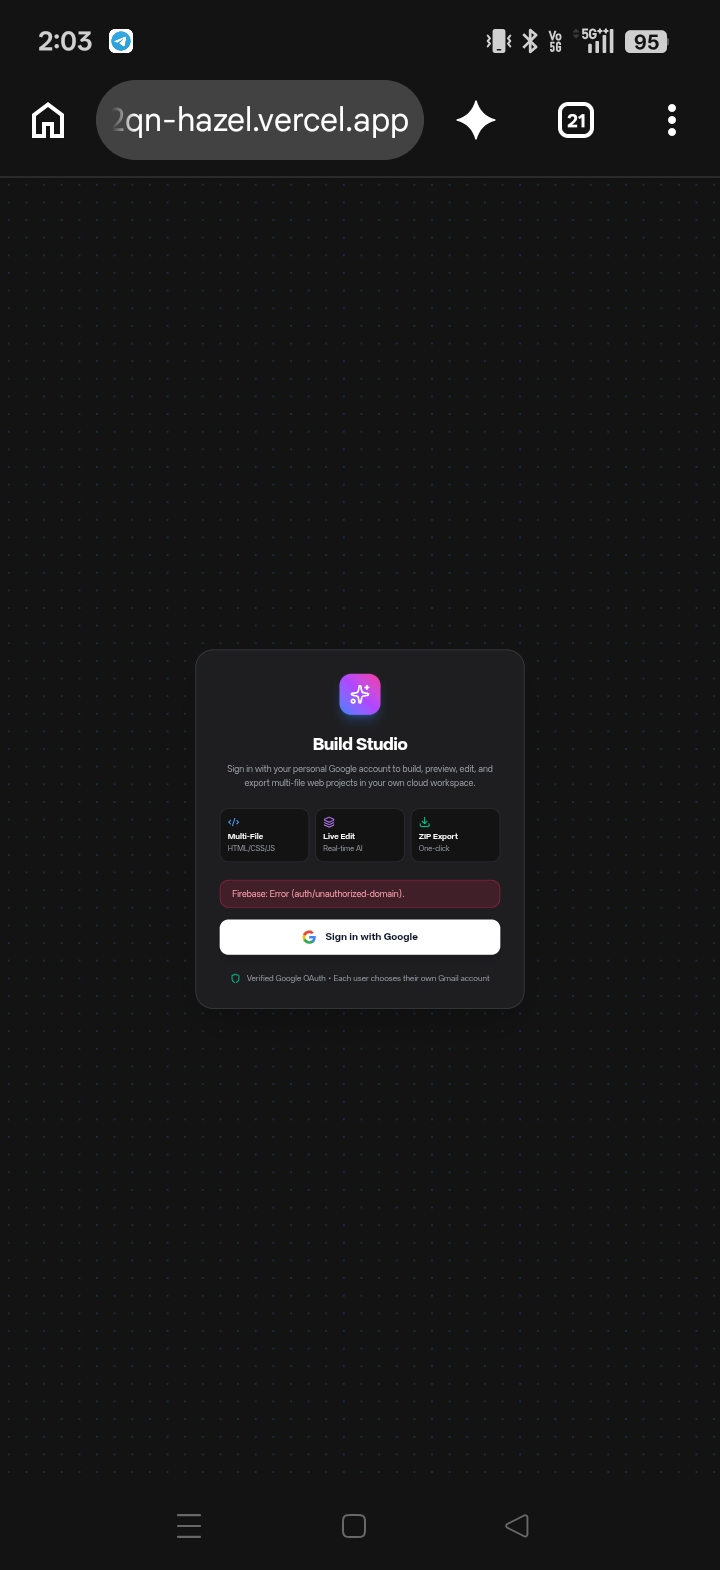 2:03
Vo
5G
5G++
95
2qn-hazel.vercel.app
21
Build Studio
Sign in with your personal Google account to build, preview, edit, and
export multi-file web projects in your own cloud workspace.
Multi-File
HTML/CSS/JS
Live Edit
Real-time AI
ZIP Export
One-click
Firebase: Error (auth/unauthorized-domain).
Sign in with Google
Verified Google OAuth • Each user chooses their own Gmail account